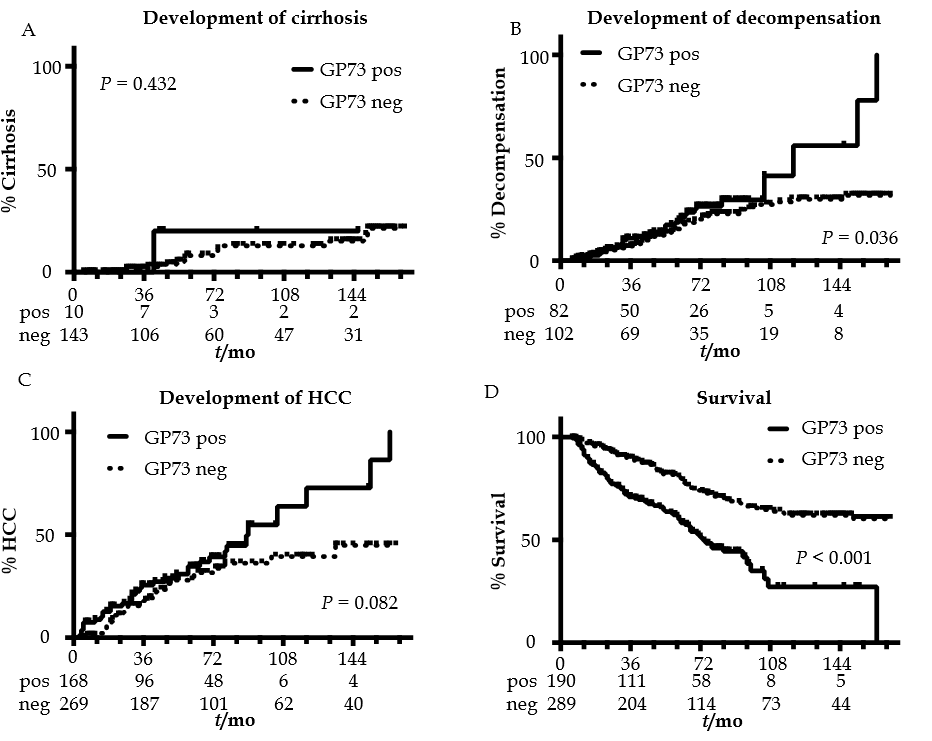 A
Development of cirrhosis
100
P = 0.432
GP73 pos
GP73 neg
% Cirrhosis
50
0
0 36 72 108 144
pos 10 7 3 2 2
neg 143 106 60 47 31
t/mo
B
Development of decompensation
100
GP73 pos
GP73 neg
% Decompensation
50
P = 0.036
0
0 36 72 108 144
pos 82 50 26 5 4
neg 102 69 35 19 8
t/mo
C
Development of HCC
100
GP73 pos
GP73 neg
% HCC
50
P = 0.082
0
0 36 72 108 144
pos 168 96 48 6 4
neg 269 187 101 62 40
t/mo
D
Survival
100
GP73 pos
GP73 neg
% Survival
50
P < 0.001
0
0 36 72 108 144
pos 190 111 58 8 5
neg 289 204 114 73 44
t/mo